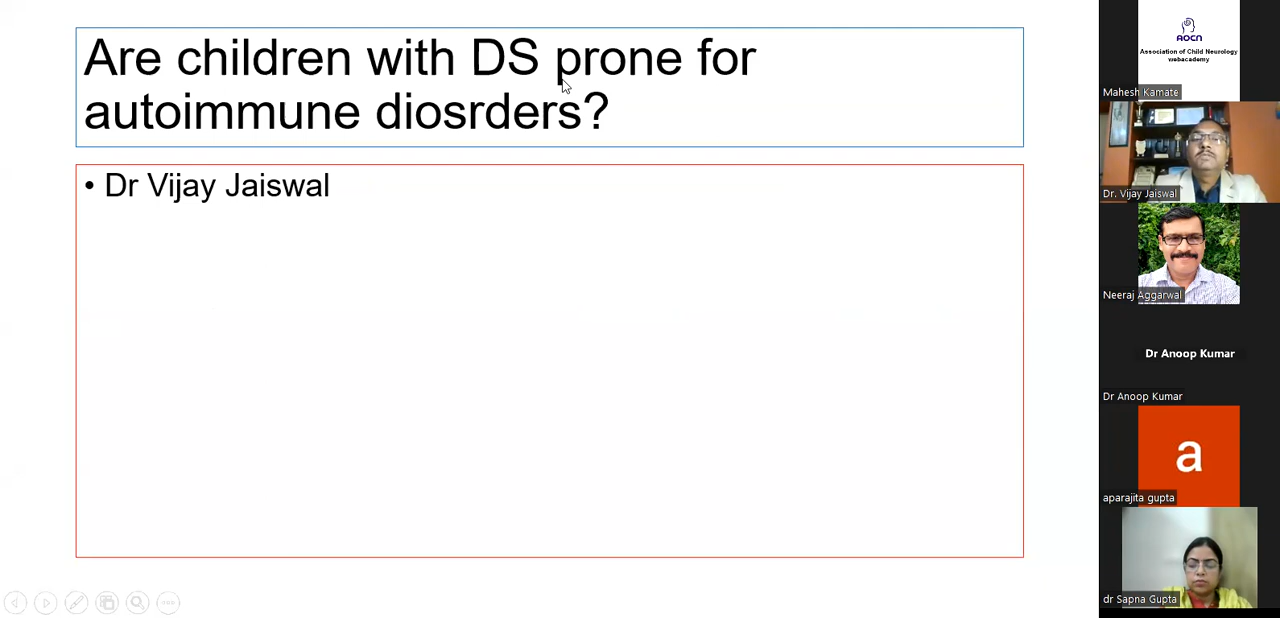 Are children with DS prone for
autoimmune diosrders?
• Dr Vijay Jaiswal
AOCN
Association of Child Neurology
webacademy
Mahesh Kamate
Dr. Vijay Jaiswal
Neeraj Aggarwal
Dr Anoop Kumar
Dr Anoop Kumar
a
aparajita gupta
dr Sapna Gupta